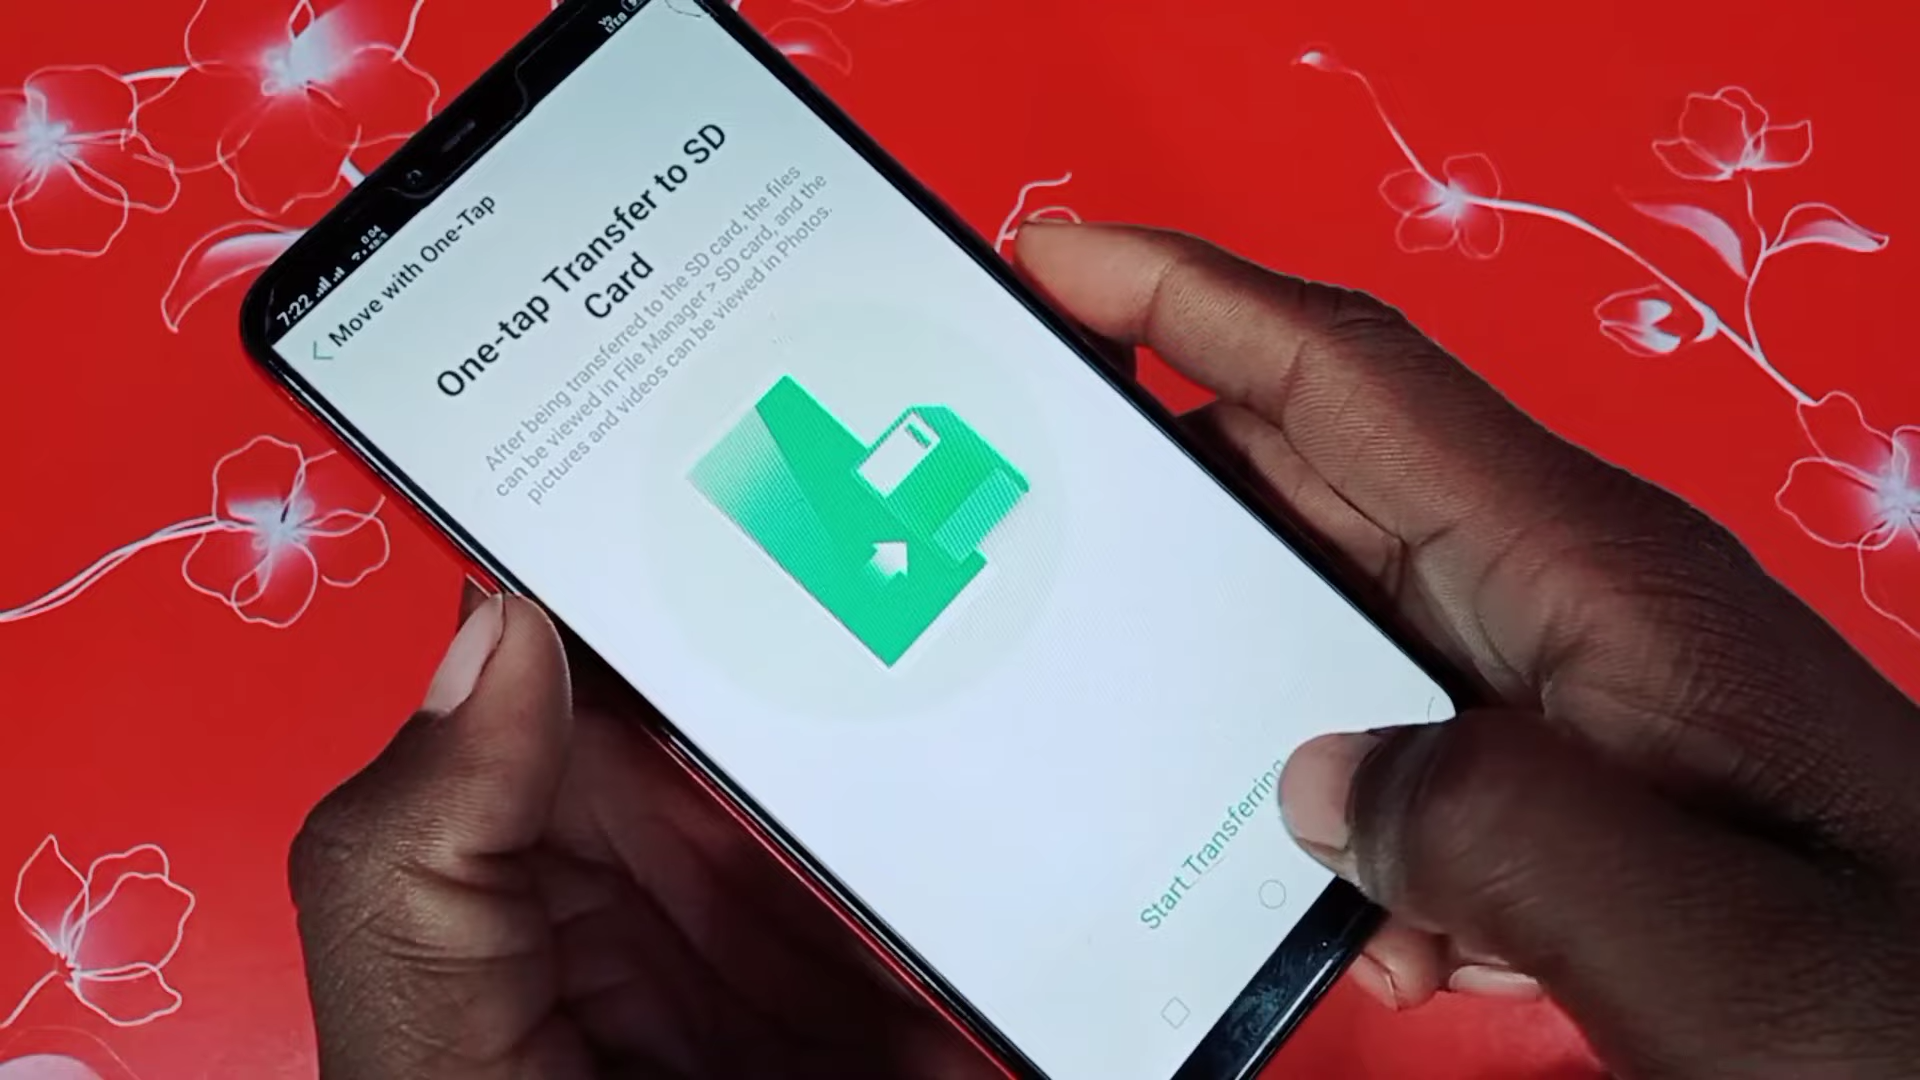 7:22
0.04
Move with One-Tap
One-tap Transfer to SD
Card
After being transferred to the SD card, the files
can be viewed in File Manager > SD card, and the
pictures and videos can be viewed in Photos.
Start Transferring